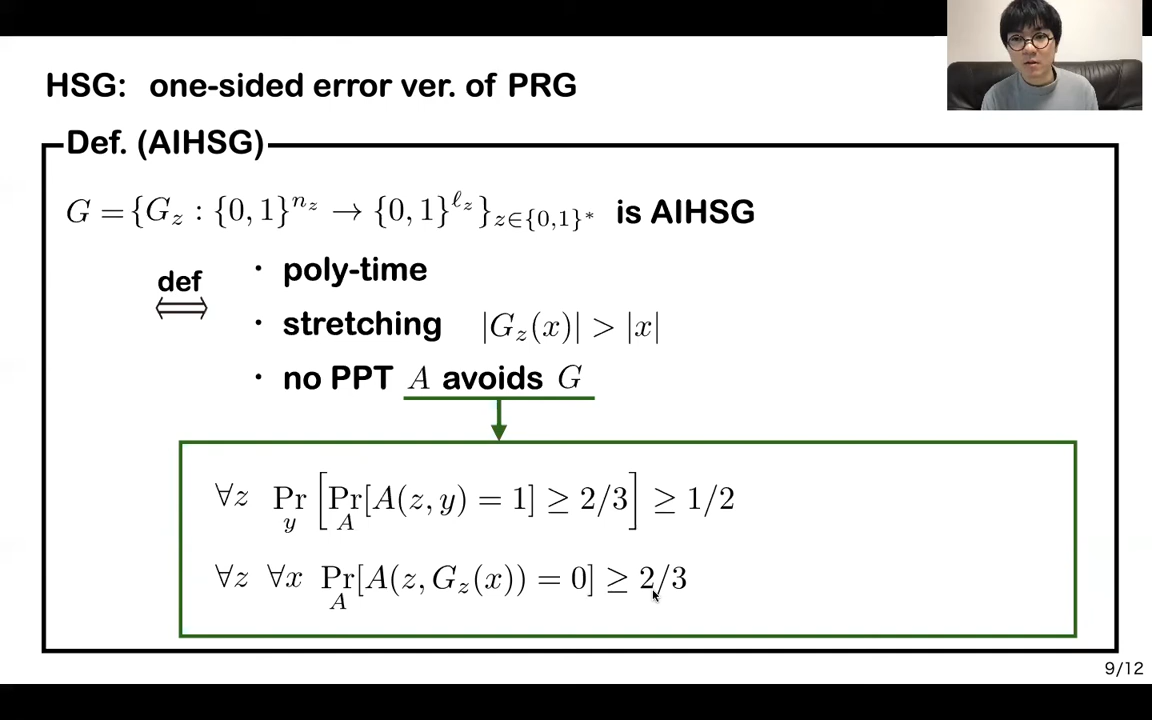 HSG: one-sided error ver. of PRG
Def. (AIHSG)
G = {G_z : {0,1}^{n_z} → {0,1}^{ℓ_z}}_{z∈{0,1}*} is AIHSG
def ⟺
・ poly-time
・ stretching |G_z(x)| > |x|
・ no PPT A avoids G
∀z Pr_y [Pr_A[A(z, y) = 1] ≥ 2/3] ≥ 1/2
∀z ∀x Pr_A[A(z, G_z(x)) = 0] ≥ 2/3
9/12